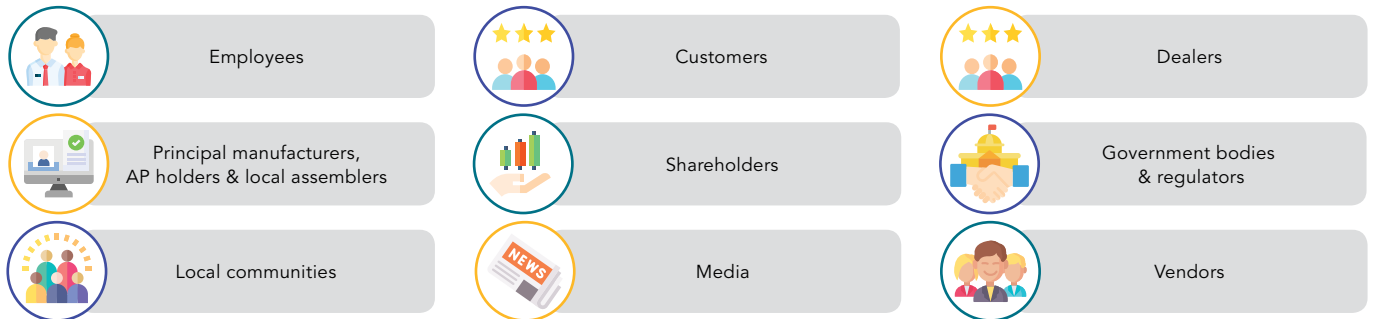 Employees
Customers
Dealers
Principal manufacturers,
AP holders & local assemblers
Shareholders
Government bodies
& regulators
Local communities
NEWS
Media
Vendors